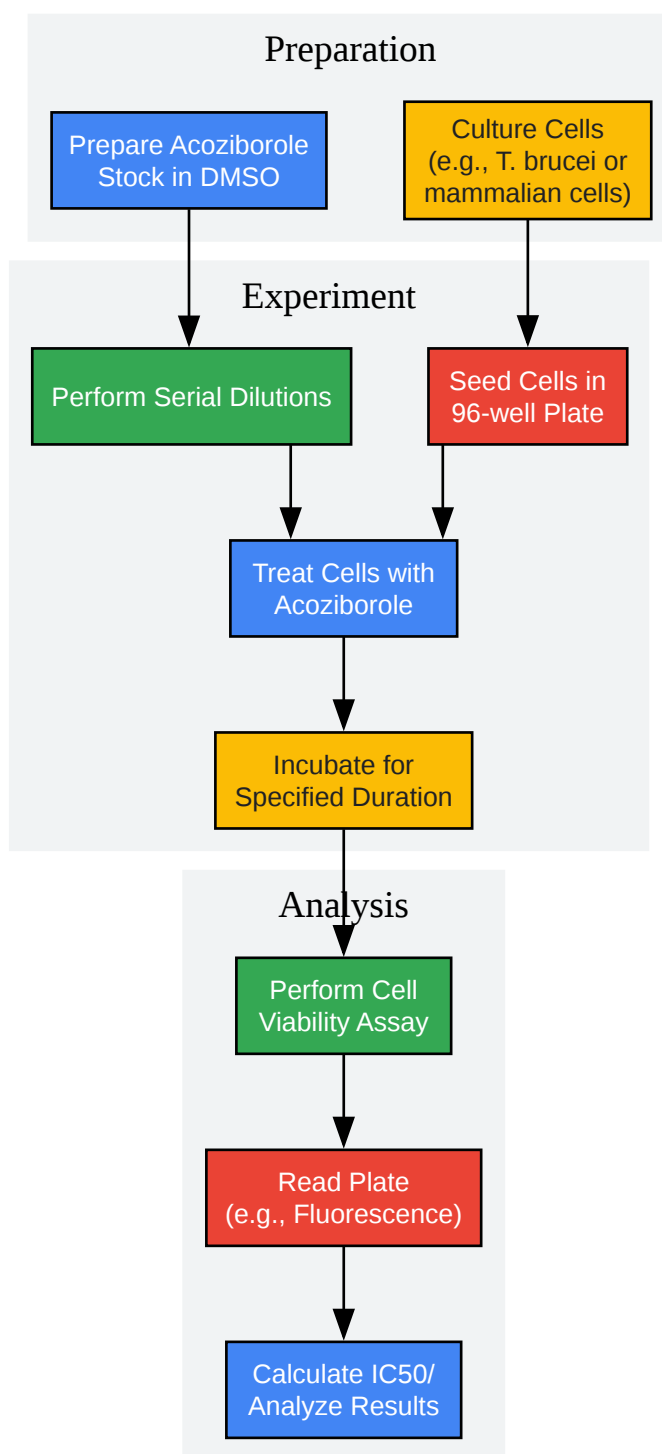 Preparation
Prepare Acoziborole
Stock in DMSO
Culture Cells
(e.g., T. brucei or
mammalian cells)
Experiment
Perform Serial Dilutions
Seed Cells in
96-well Plate
Treat Cells with
Acoziborole
Incubate for
Specified Duration
Analysis
Perform Cell
Viability Assay
Read Plate
(e.g., Fluorescence)
Calculate IC50/
Analyze Results